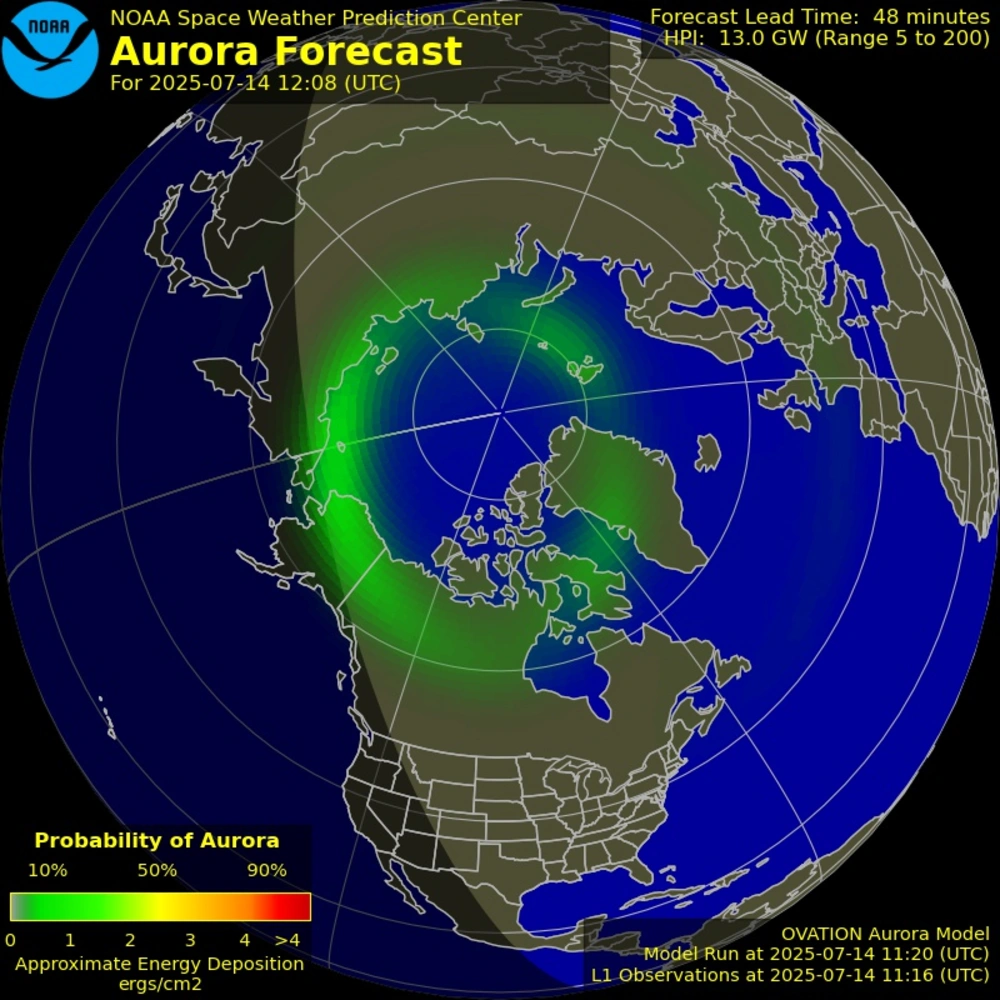 NOAA
NOAA Space Weather Prediction Center
Aurora Forecast
For 2025-07-14 12:08 (UTC)
Forecast Lead Time: 48 minutes
HPI: 13.0 GW (Range 5 to 200)
Probability of Aurora
10% 50% 90%
0 1 2 3 4 >4
Approximate Energy Deposition
ergs/cm2
OVATION Aurora Model
Model Run at 2025-07-14 11:20 (UTC)
L1 Observations at 2025-07-14 11:16 (UTC)